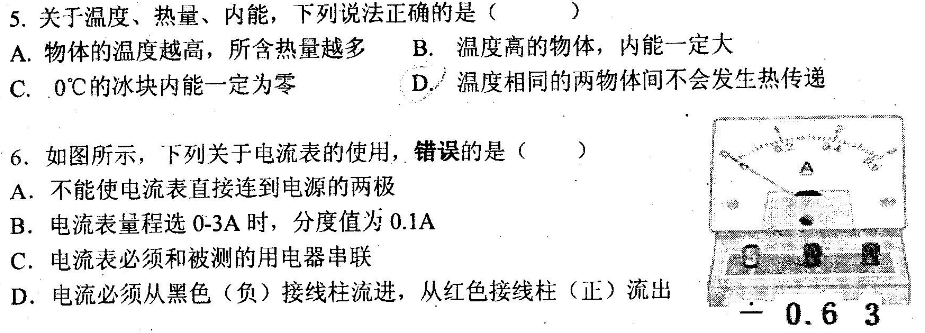 5. 关于温度、热量、内能，下列说法正确的是（ ）
A. 物体的温度越高，所含热量越多 B. 温度高的物体，内能一定大
C. 0℃的冰块内能一定为零 D. 温度相同的两物体间不会发生热传递
6. 如图所示，下列关于电流表的使用，错误的是（ ）
A. 不能使电流表直接连到电源的两极
B. 电流表量程选 0-3A 时，分度值为 0.1A
C. 电流表必须和被测的用电器串联
D. 电流必须从黑色（负）接线柱流进，从红色接线柱（正）流出
A
− 0.6 3